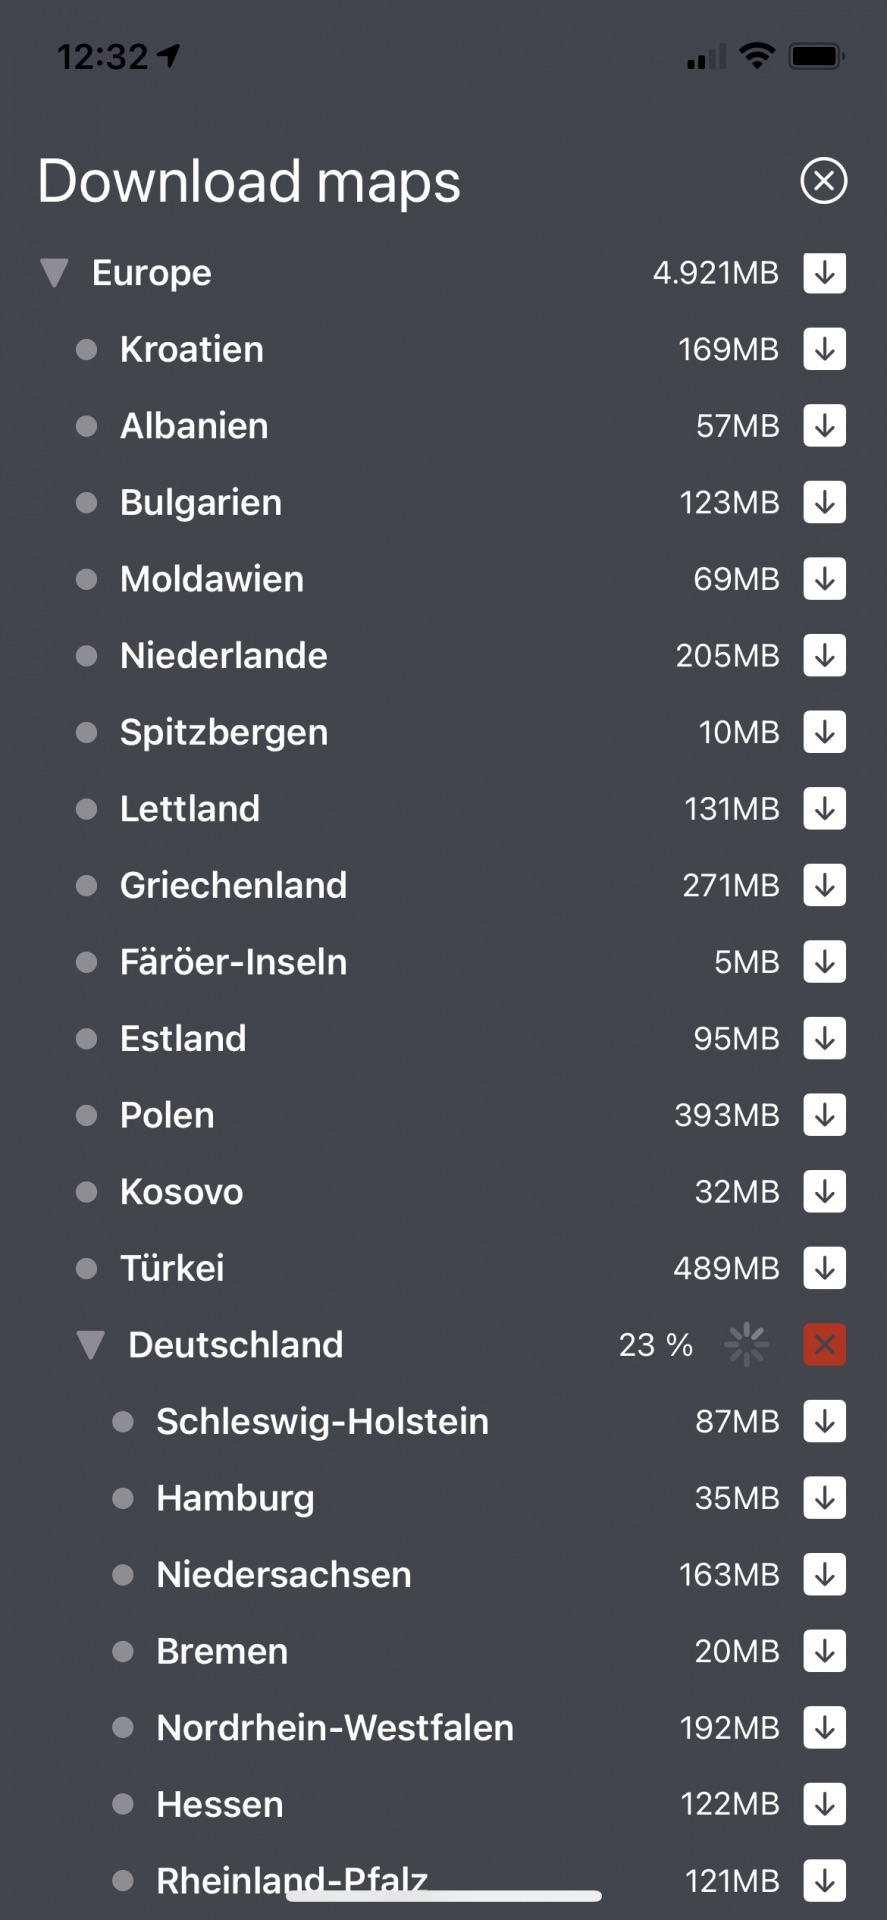 12:32
Download maps
Europe 4.921MB
Kroatien 169MB
Albanien 57MB
Bulgarien 123MB
Moldawien 69MB
Niederlande 205MB
Spitzbergen 10MB
Lettland 131MB
Griechenland 271MB
Färöer-Inseln 5MB
Estland 95MB
Polen 393MB
Kosovo 32MB
Türkei 489MB
Deutschland 23 %
Schleswig-Holstein 87MB
Hamburg 35MB
Niedersachsen 163MB
Bremen 20MB
Nordrhein-Westfalen 192MB
Hessen 122MB
Rheinland-Pfalz 121MB